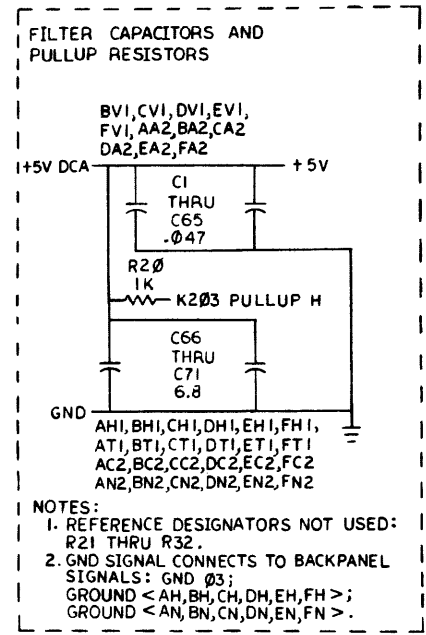 FILTER CAPACITORS AND
PULLUP RESISTORS
BV1, CV1, DV1, EV1,
FV1, AA2, BA2, CA2
DA2, EA2, FA2
+5V DCA
+5V
C1
THRU
C65
.Ø47
R2Ø
1K
K2Ø3 PULLUP H
C66
THRU
C71
6.8
GND
AH1, BH1, CH1, DH1, EH1, FH1,
AT1, BT1, CT1, DT1, ET1, FT1
AC2, BC2, CC2, DC2, EC2, FC2
AN2, BN2, CN2, DN2, EN2, FN2
NOTES:
1. REFERENCE DESIGNATORS NOT USED:
R21 THRU R32.
2. GND SIGNAL CONNECTS TO BACKPANEL
SIGNALS: GND Ø3;
GROUND <AH, BH, CH, DH, EH, FH>;
GROUND <AN, BN, CN, DN, EN, FN>.